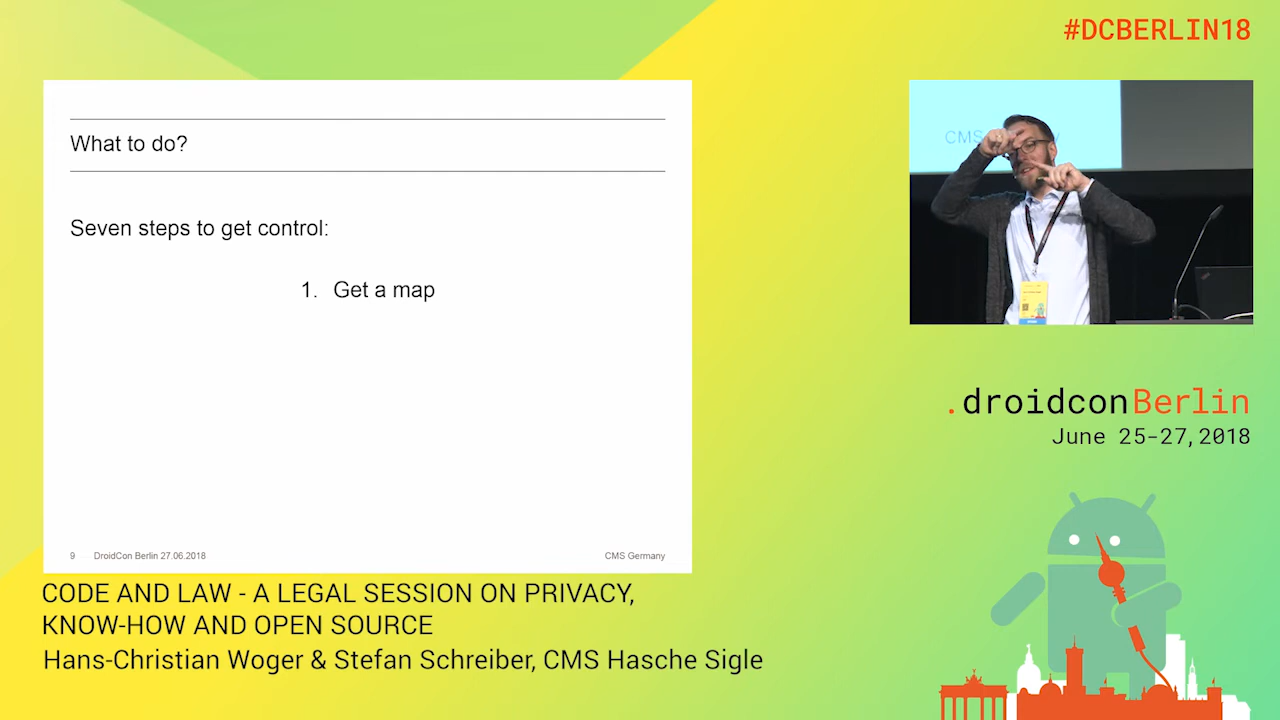 #DCBERLIN18
What to do?
Seven steps to get control:
1. Get a map
9 DroidCon Berlin 27.06.2018 CMS Germany
CMS
y
.droidconBerlin
June 25-27, 2018
CODE AND LAW - A LEGAL SESSION ON PRIVACY,
KNOW-HOW AND OPEN SOURCE
Hans-Christian Woger & Stefan Schreiber, CMS Hasche Sigle